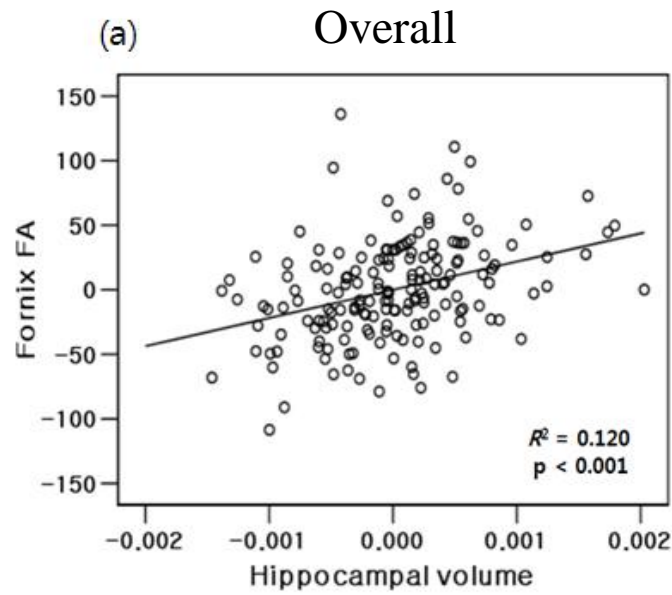 (a) Overall
150
100
50
0
−50
−100
−150
Fornix FA
R² = 0.120
p < 0.001
−0.002 −0.001 0.000 0.001 0.002
Hippocampal volume